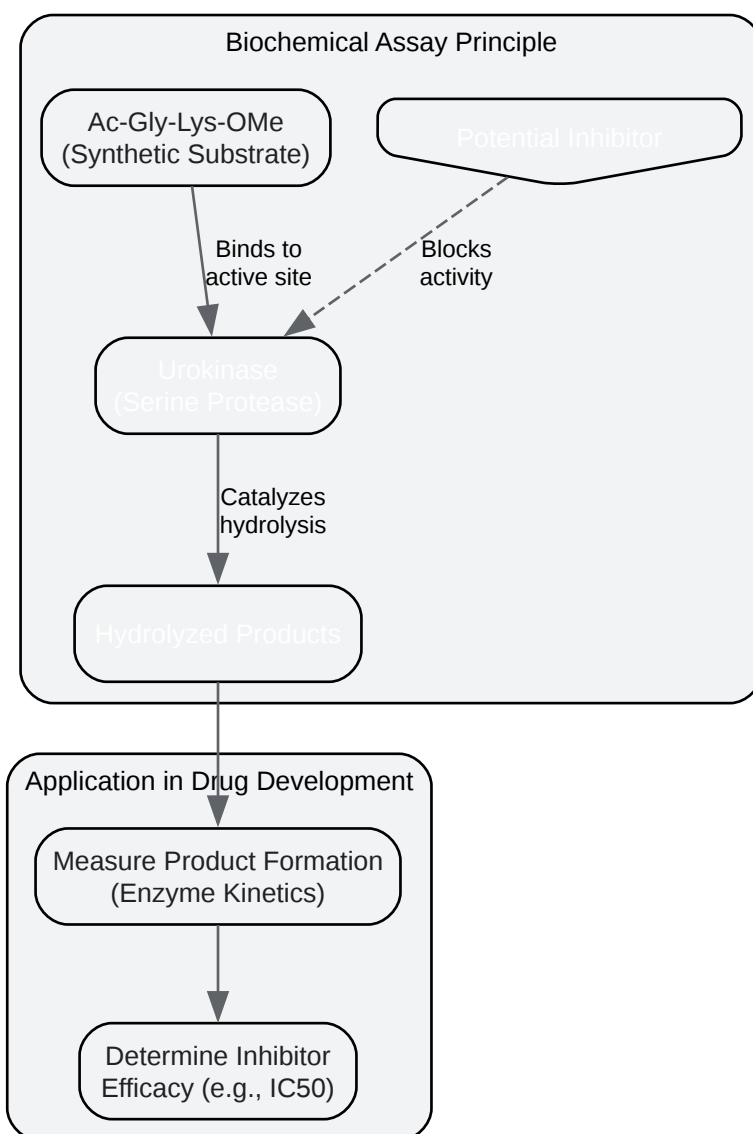 Biochemical Assay Principle
Ac-Gly-Lys-OMe
(Synthetic Substrate)
Potential Inhibitor
Binds to
active site
Blocks
activity
Urokinase
(Serine Protease)
Catalyzes
hydrolysis
Hydrolyzed Products
Application in Drug Development
Measure Product Formation
(Enzyme Kinetics)
Determine Inhibitor
Efficacy (e.g., IC50)